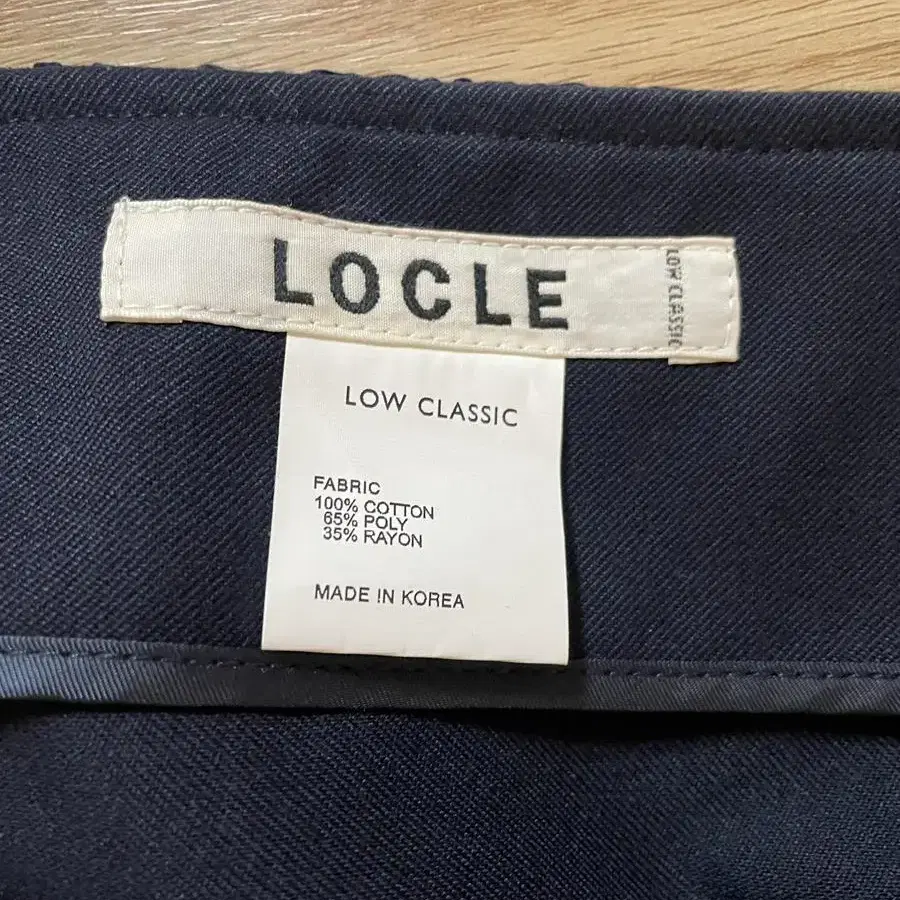 LOCLE
LOW CLASSIC
LOW CLASSIC
FABRIC
100% COTTON
65% POLY
35% RAYON
MADE IN KOREA